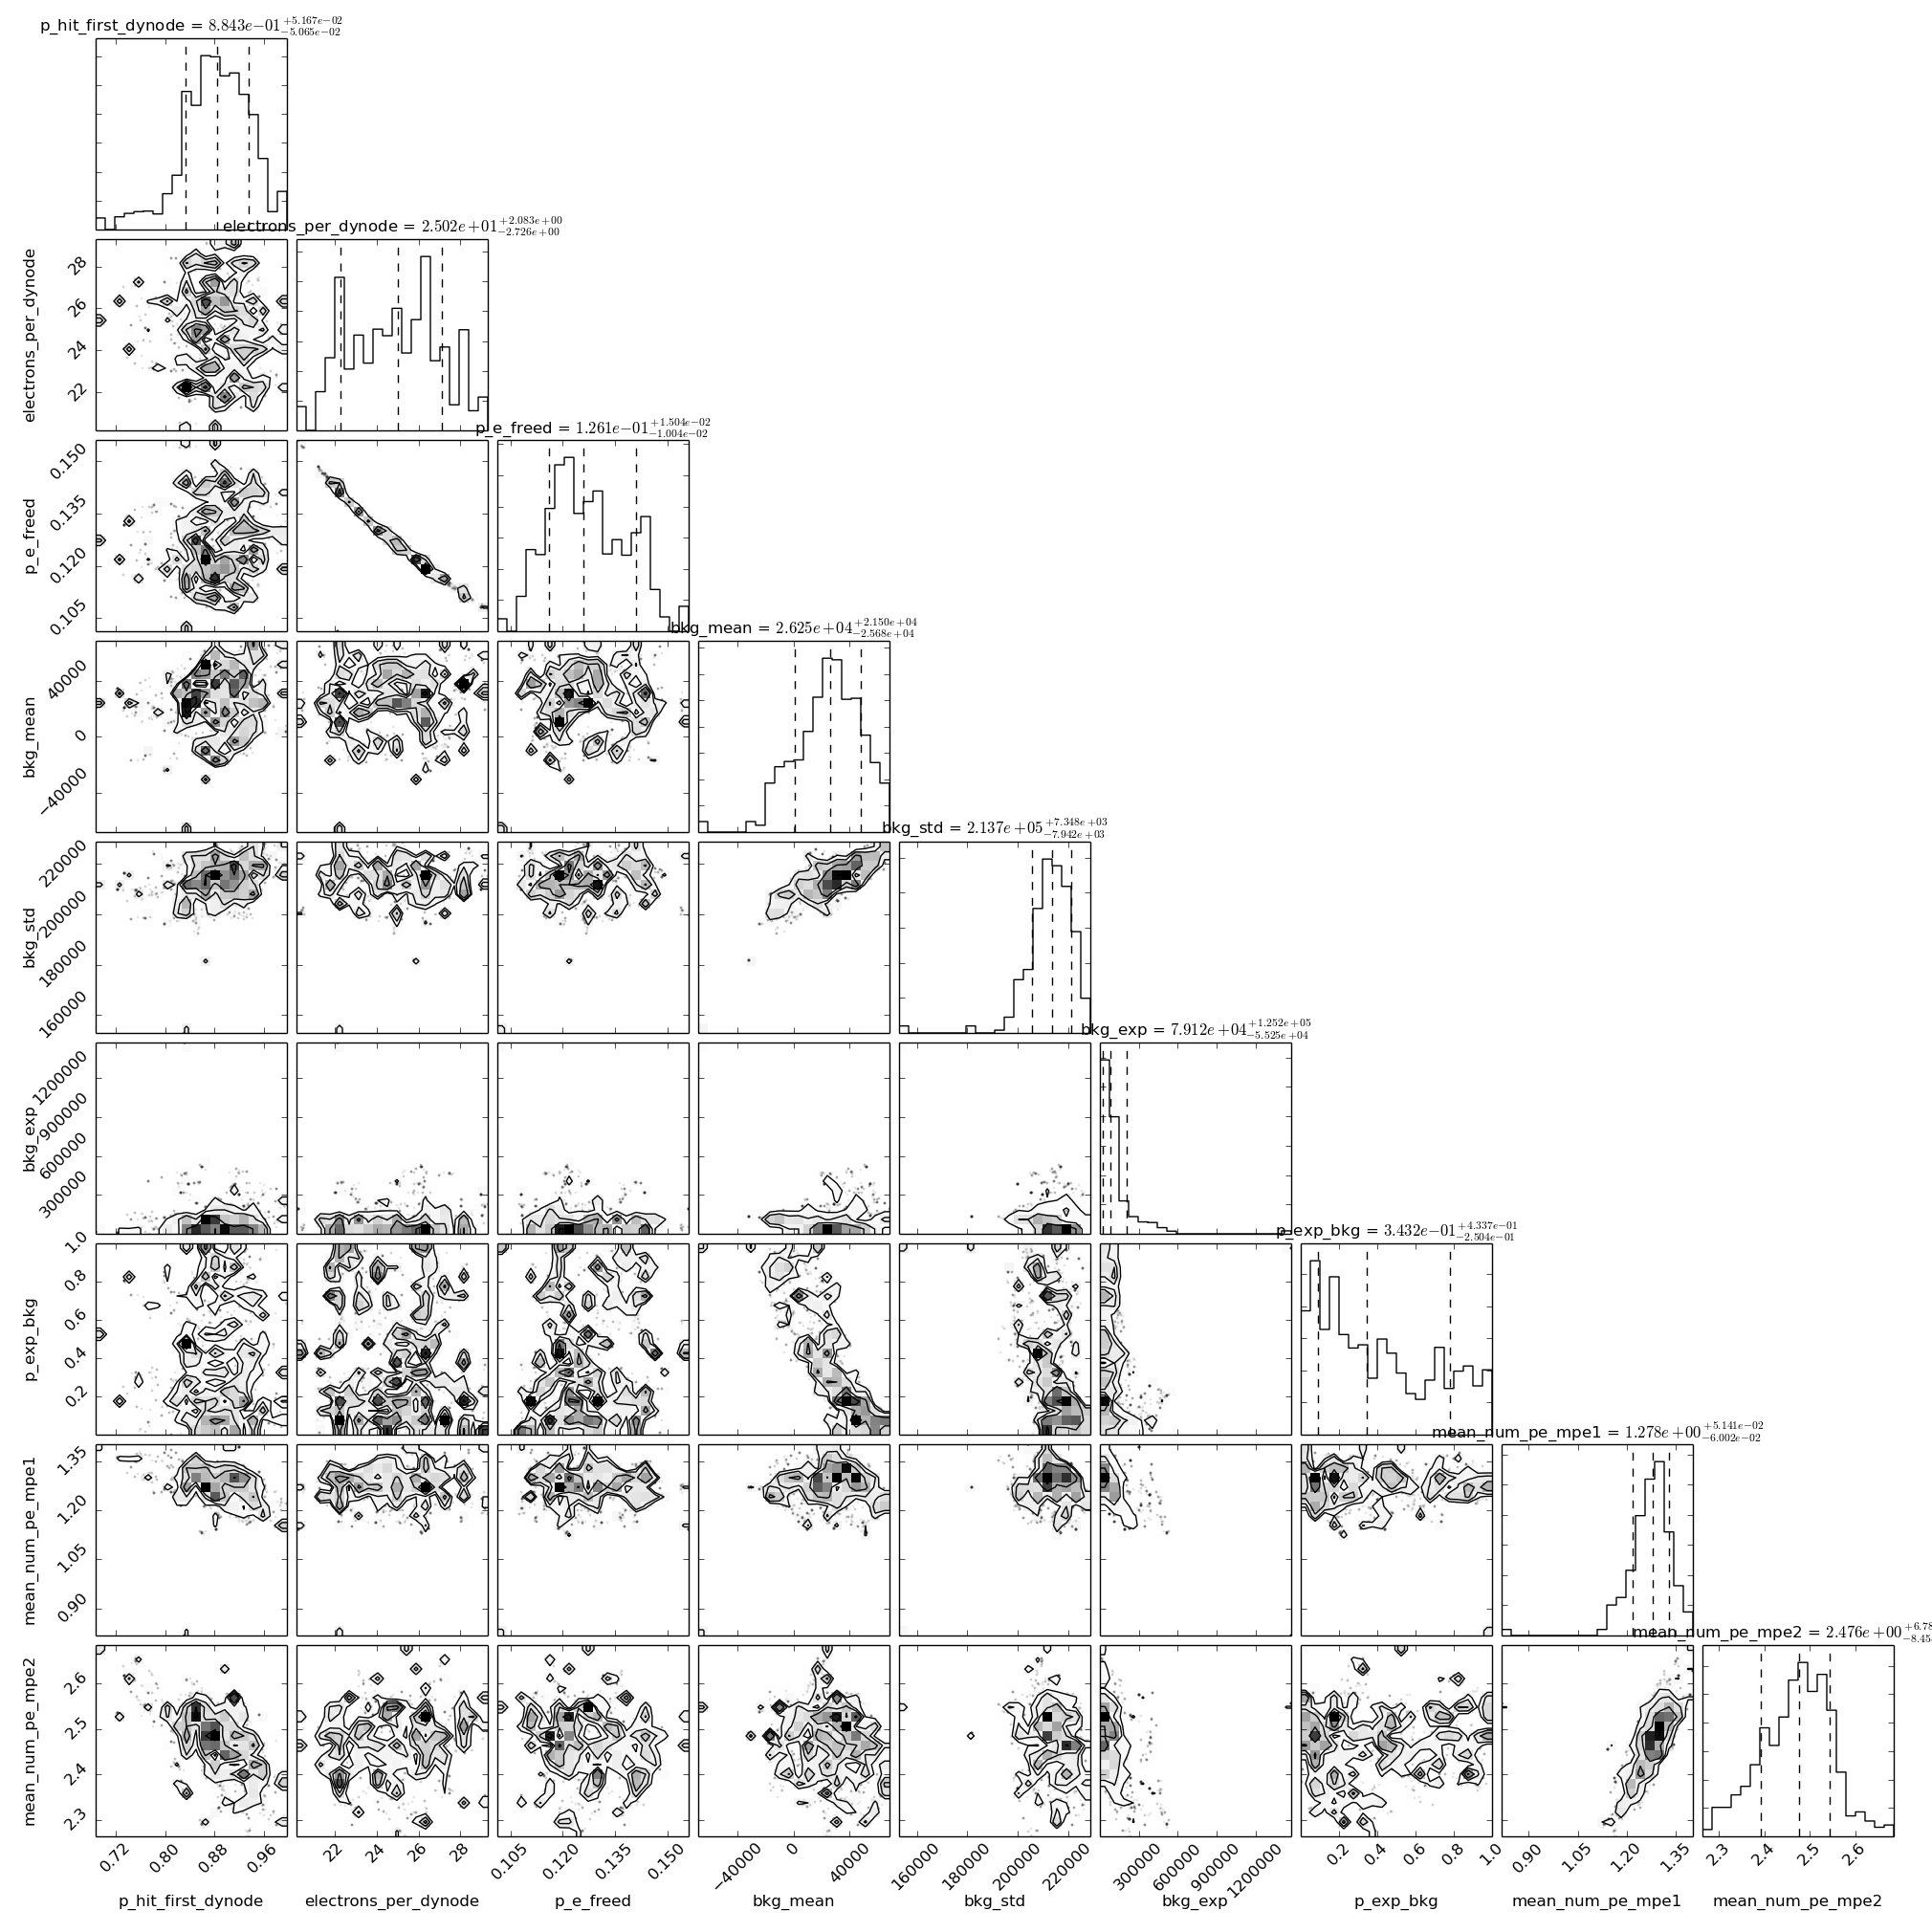 p_hit_first_dynode = 8.843e−01 +5.167e−02 −5.065e−02
electrons_per_dynode = 2.502e+01 +2.083e+00 −2.726e+00
electrons_per_dynode
28
26
24
22
p_e_freed = 1.261e−01 +1.504e−02 −1.004e−02
p_e_freed
0.150
0.135
0.120
0.105
bkg_mean = 2.625e+04 +2.150e+04 −2.568e+04
bkg_mean
40000
0
−40000
bkg_std = 2.137e+05 +7.348e+03 −7.942e+03
bkg_std
220000
200000
180000
160000
bkg_exp = 7.912e+04 +1.252e+05 −5.525e+04
bkg_exp
1200000
900000
600000
300000
0
p_exp_bkg = 3.432e−01 +4.337e−01 −2.504e−01
p_exp_bkg
1.0
0.8
0.6
0.4
0.2
mean_num_pe_mpe1 = 1.278e+00 +5.141e−02 −6.002e−02
mean_num_pe_mpe1
1.35
1.20
1.05
0.90
mean_num_pe_mpe2 = 2.476e+00
mean_num_pe_mpe2
2.6
2.5
2.4
2.3
0.72 0.80 0.88 0.96 22 24 26 28 0.105 0.120 0.135 0.150 −40000 0 40000 160000 180000 200000 220000 300000 600000 900000 1200000 0.2 0.4 0.6 0.8 1.0 0.90 1.05 1.20 1.35 2.3 2.4 2.5 2.6
p_hit_first_dynode electrons_per_dynode p_e_freed bkg_mean bkg_std bkg_exp p_exp_bkg mean_num_pe_mpe1 mean_num_pe_mpe2